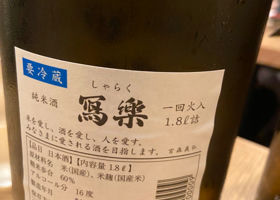 要冷蔵
しゃらく
純米酒
寫樂
一回火入
1.8ℓ詰
米を愛し、酒を愛し、人を愛す。
みなさまに愛される酒を目指します。
宮森義弘
【品目 日本酒】【内容量 1.8ℓ】
原材料名 米(国産)、米麹(国産米)
精米歩合 60%
アルコール分 16度